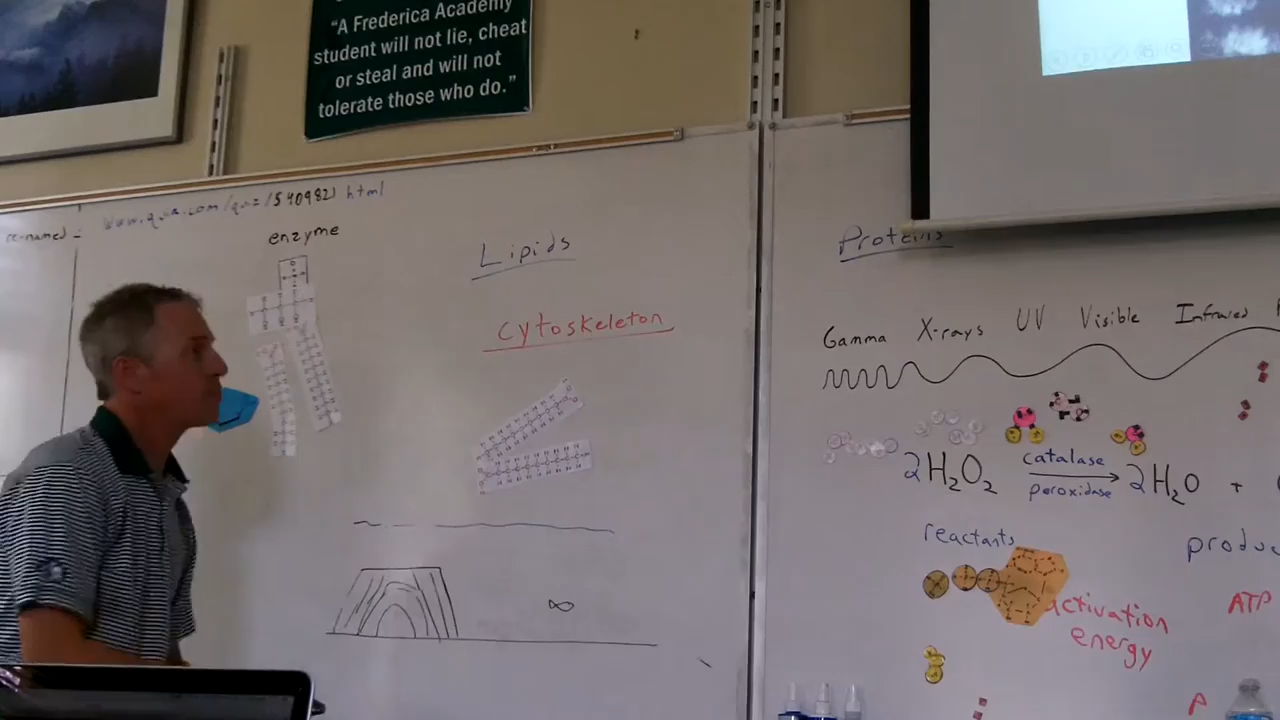 "A Frederica Academy
student will not lie, cheat
or steal and will not
tolerate those who do."
re-named
enzyme
Lipids
Cytoskeleton
Proteins
Gamma X-rays UV Visible Infrared
2H₂O₂ catalase 2H₂O +
peroxidase
reactants
activation
energy
ATP
∞